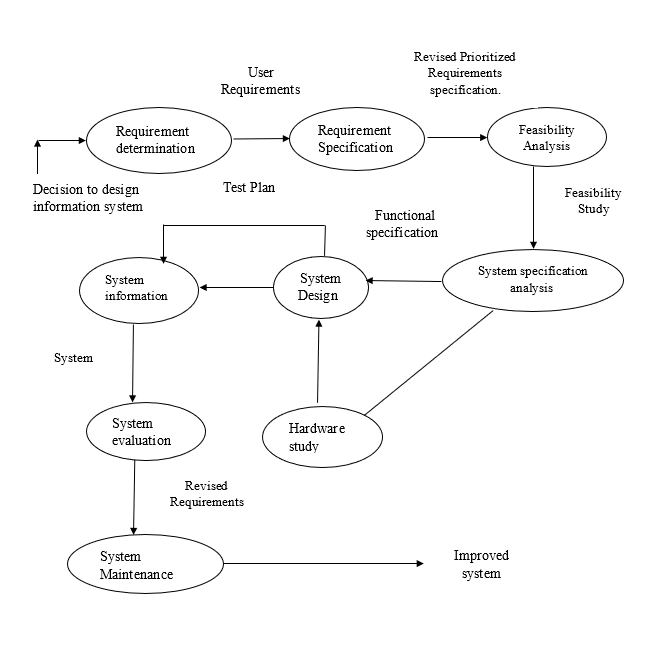 Revised Prioritized
Requirements
specification.
User
Requirements
Requirement
determination
Requirement
Specification
Feasibility
Analysis
Decision to design
information system
Test Plan
Feasibility
Study
Functional
specification
System
information
System
Design
System specification
analysis
System
System
evaluation
Hardware
study
Revised
Requirements
System
Maintenance
Improved
system